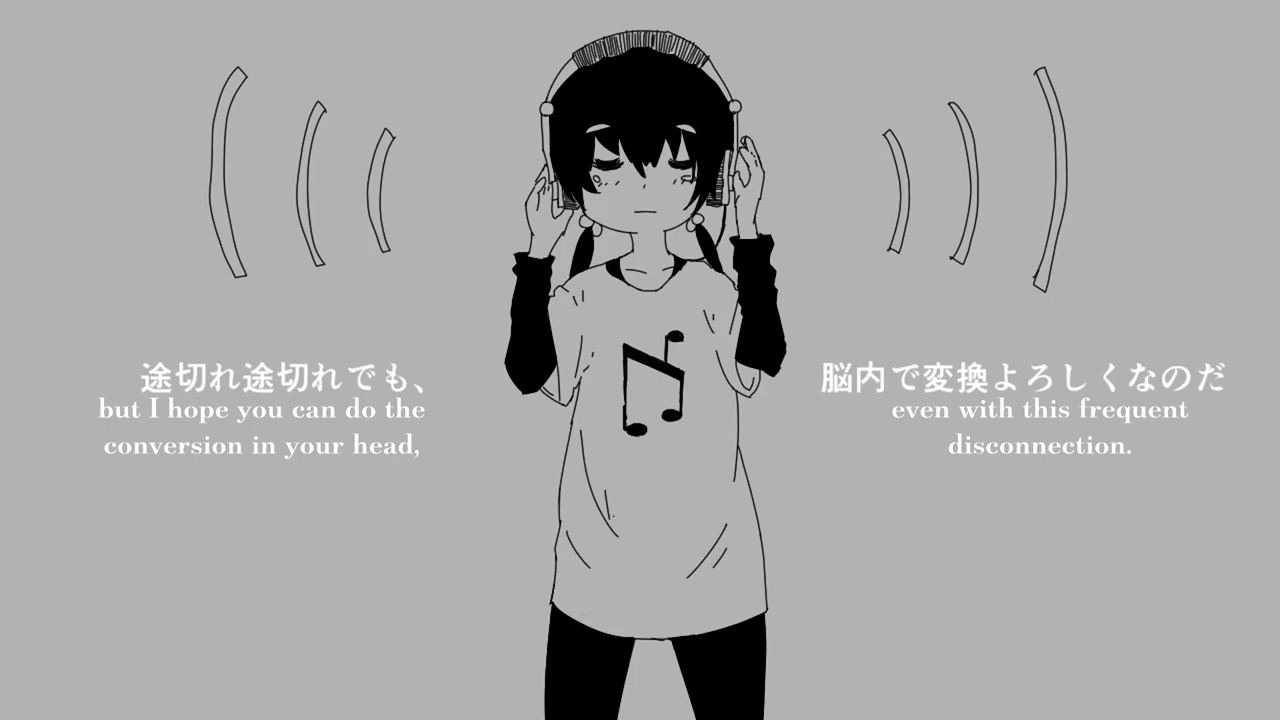 途切れ途切れでも、
but I hope you can do the
conversion in your head,
脳内で変換よろしくなのだ
even with this frequent
disconnection.